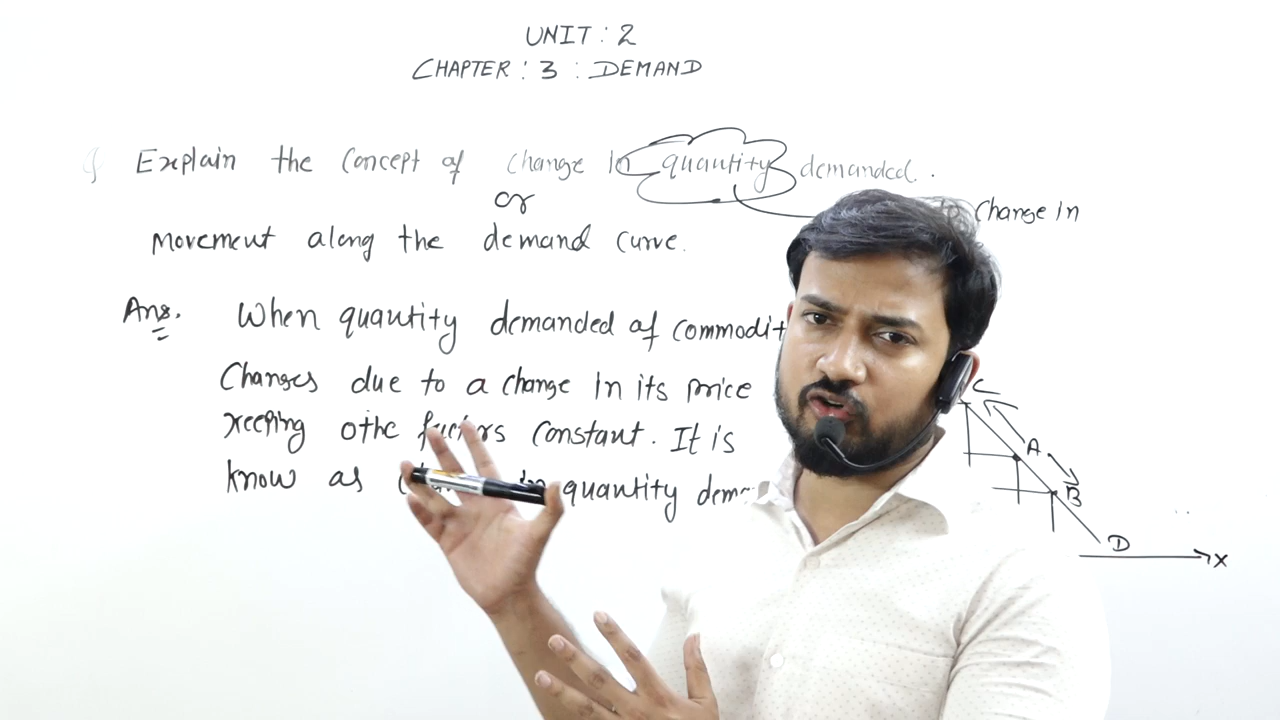 UNIT : 2
CHAPTER : 3 : DEMAND
Explain the Concept of change in quantity demanded.
or
Change in
Movement along the demand curve.
Ans. When quantity demanded of commodit
Changes due to a change in its price
keeping othe factors constant. It is
know as in quantity dem
C
A
B
D
X